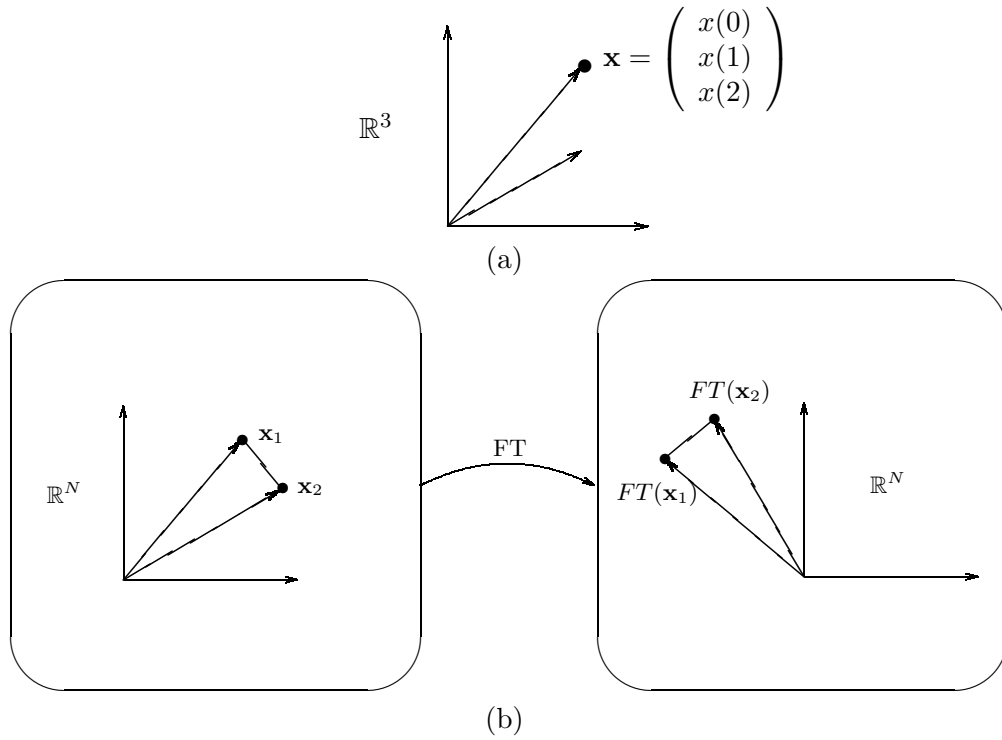 x(0)
ℝ³ 𝐱 = ( x(1) )
x(2)
(a)
FT(𝐱₂)
𝐱₁
FT
𝐱₂
ℝᴺ
FT(𝐱₁)
ℝᴺ
(b)